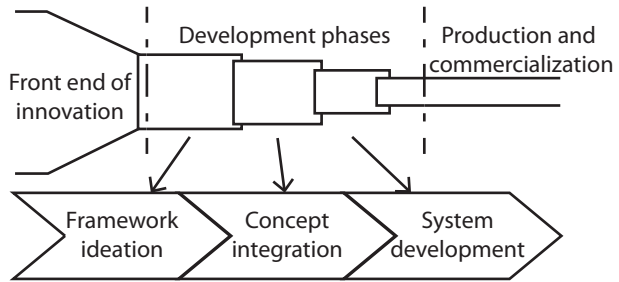 Development phases
Production and
commercialization
Front end of
innovation
Framework
ideation
Concept
integration
System
development